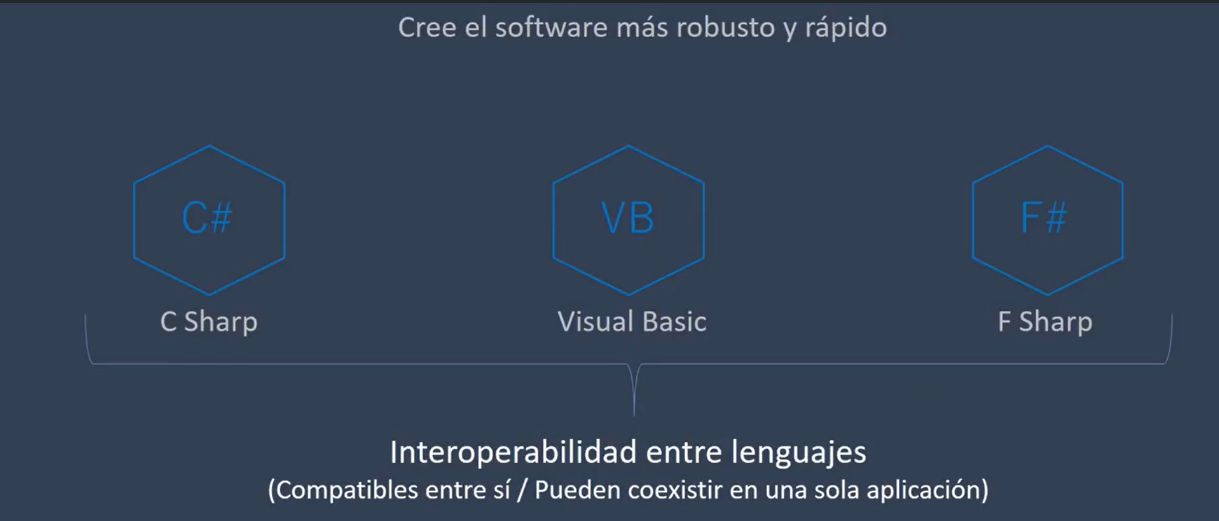 Cree el software más robusto y rápido
C#
VB
F#
C Sharp
Visual Basic
F Sharp
Interoperabilidad entre lenguajes
(Compatibles entre sí / Pueden coexistir en una sola aplicación)